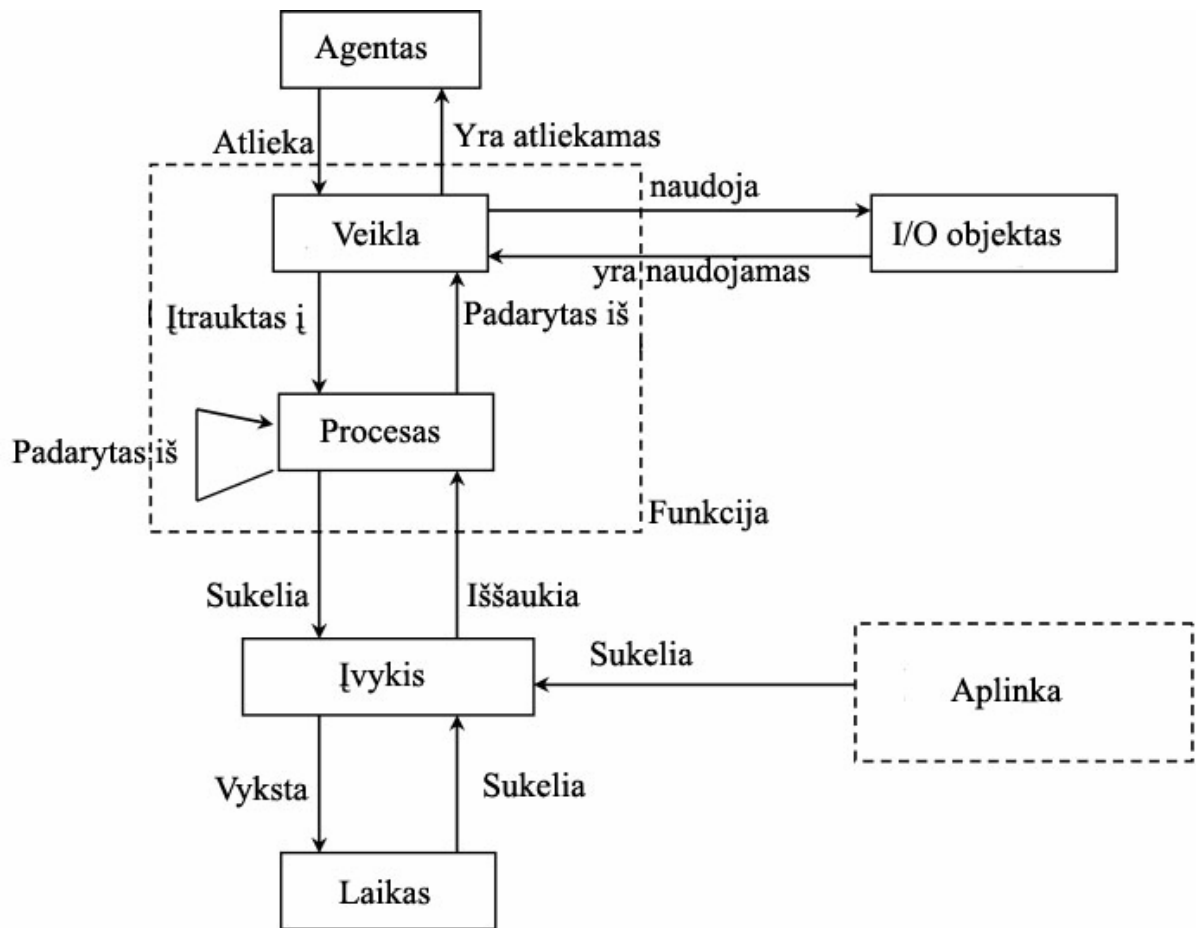 Agentas
Atlieka
Yra atliekamas
naudoja
Veikla
I/O objektas
yra naudojamas
Įtrauktas į
Padarytas iš
Procesas
Padarytas iš
Funkcija
Sukelia
Iššaukia
Sukelia
Įvykis
Aplinka
Vyksta
Sukelia
Laikas